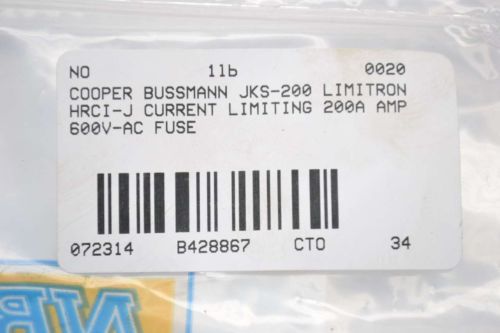 NO 11b 0020
COOPER BUSSMANN JKS-200 LIMITRON
HRCI-J CURRENT LIMITING 200A AMP
600V-AC FUSE
072314 B428867 CTO 34